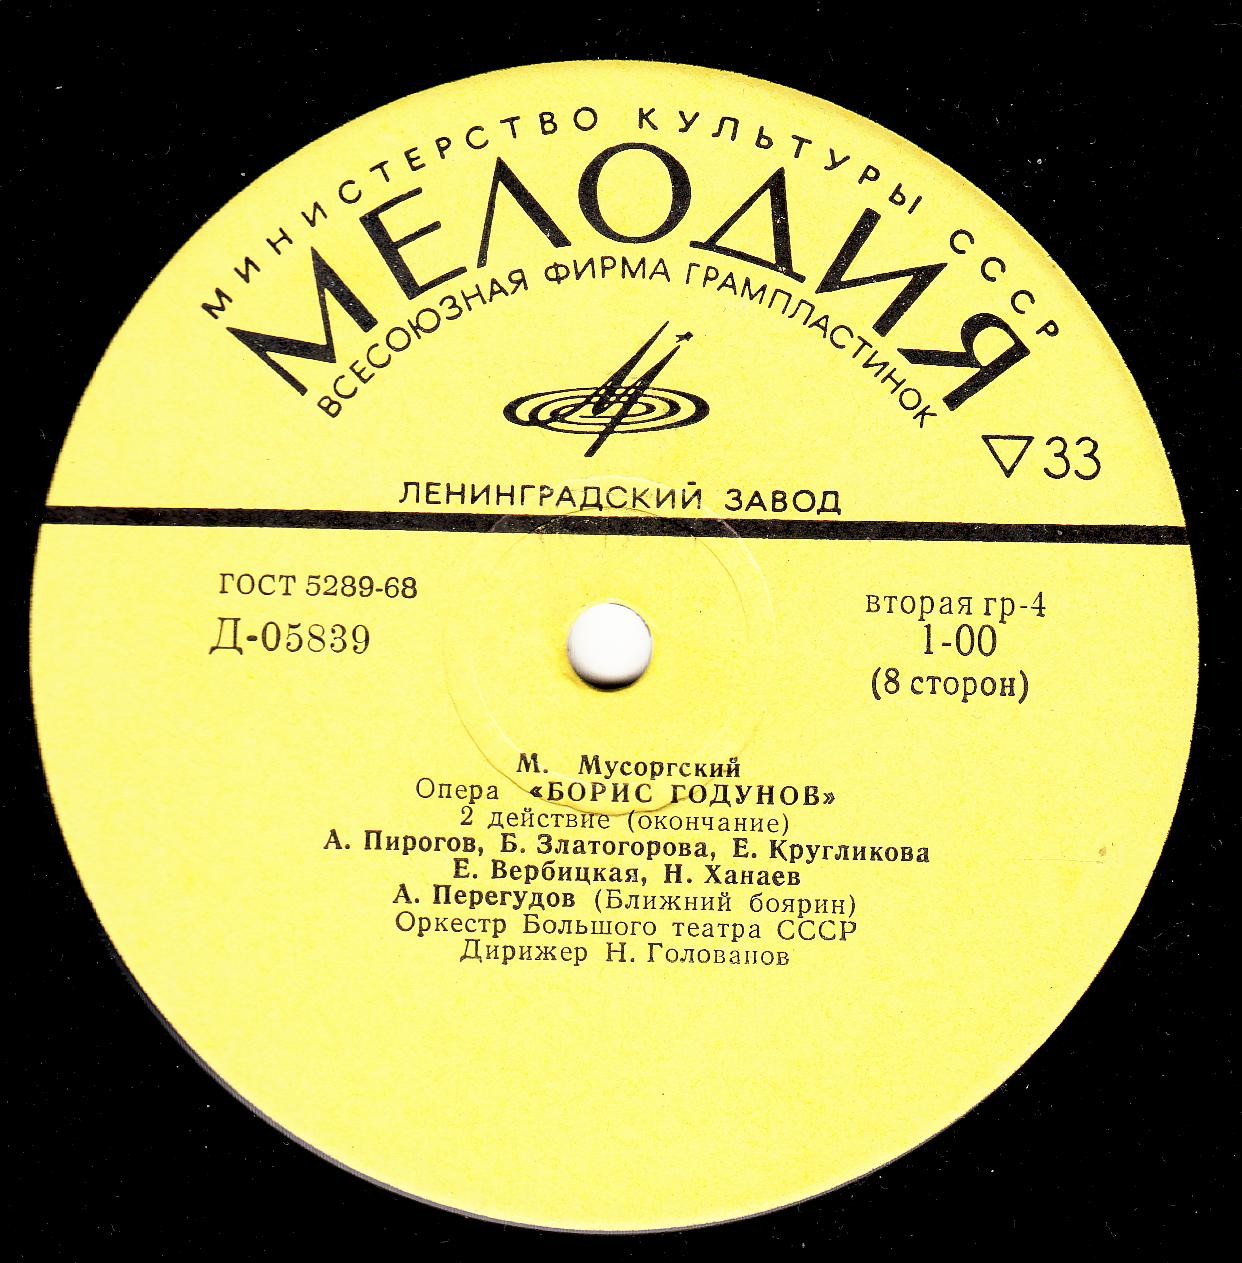 МИНИСТЕРСТВО КУЛЬТУРЫ СССР
МЕЛОДИЯ
ВСЕСОЮЗНАЯ ФИРМА ГРАМПЛАСТИНОК
33
ЛЕНИНГРАДСКИЙ ЗАВОД
ГОСТ 5289-68
Д-05839
вторая гр-4
1-00
(8 сторон)
М. Мусоргский
Опера «БОРИС ГОДУНОВ»
2 действие (окончание)
А. Пирогов, Б. Златогорова, Е. Кругликова
Е. Вербицкая, Н. Ханаев
А. Перегудов (Ближний боярин)
Оркестр Большого театра СССР
Дирижер Н. Голованов